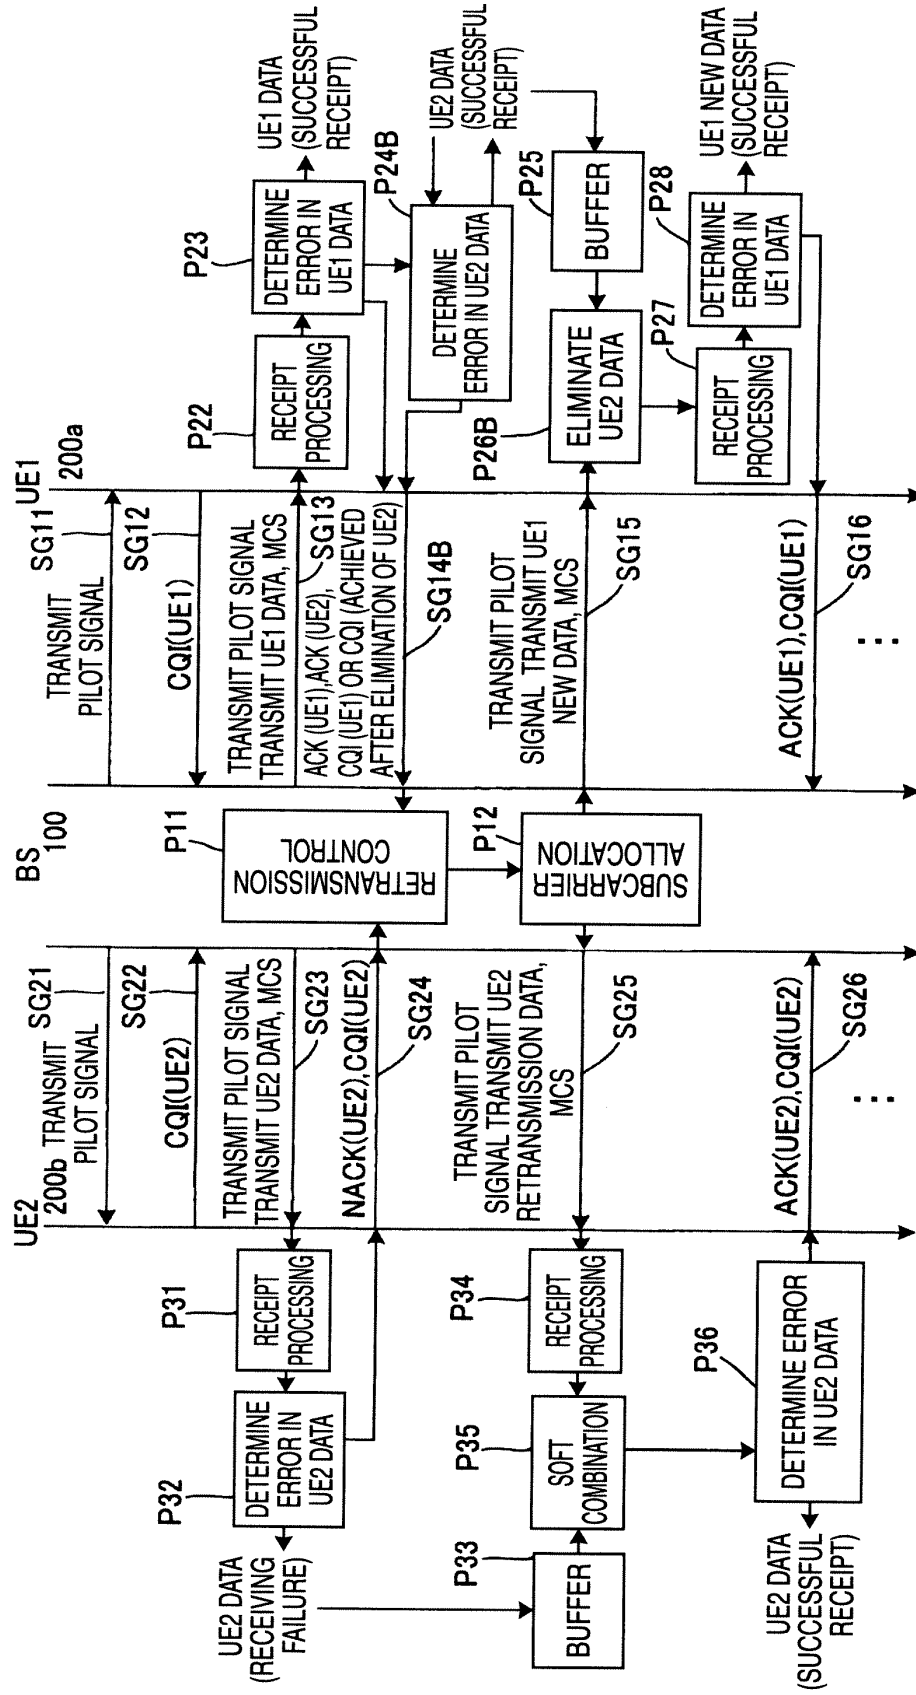 UE2
200b
BS
100
UE1
200a
TRANSMIT
PILOT SIGNAL
SG21
TRANSMIT
PILOT SIGNAL
SG11
CQI(UE2)
SG22
CQI(UE1)
SG12
TRANSMIT PILOT SIGNAL
TRANSMIT UE2 DATA, MCS
SG23
TRANSMIT PILOT SIGNAL
TRANSMIT UE1 DATA, MCS
SG13
P31
RECEIPT
PROCESSING
P32
DETERMINE
ERROR IN
UE2 DATA
UE2 DATA
(RECEIVING
FAILURE)
P22
RECEIPT
PROCESSING
P23
DETERMINE
ERROR IN
UE1 DATA
UE1 DATA
(SUCCESSFUL
RECEIPT)
NACK(UE2),CQI(UE2)
SG24
P11
RETRANSMISSION
CONTROL
ACK (UE1),ACK (UE2),
CQI (UE1) OR CQI (ACHIEVED
AFTER ELIMINATION OF UE2)
SG14B
P24B
DETERMINE
ERROR IN UE2 DATA
UE2 DATA
(SUCCESSFUL
RECEIPT)
P12
SUBCARRIER
ALLOCATION
TRANSMIT PILOT
SIGNAL TRANSMIT UE2
RETRANSMISSION DATA,
MCS
SG25
TRANSMIT PILOT
SIGNAL TRANSMIT UE1
NEW DATA, MCS
SG15
P33
BUFFER
P35
SOFT
COMBINATION
P34
RECEIPT
PROCESSING
P26B
ELIMINATE
UE2 DATA
P25
BUFFER
P27
RECEIPT
PROCESSING
P28
DETERMINE
ERROR IN
UE1 DATA
UE1 NEW DATA
(SUCCESSFUL
RECEIPT)
P36
DETERMINE ERROR
IN UE2 DATA
UE2 DATA
(SUCCESSFUL
RECEIPT)
ACK(UE2),CQI(UE2)
SG26
ACK(UE1),CQI(UE1)
SG16
...
...